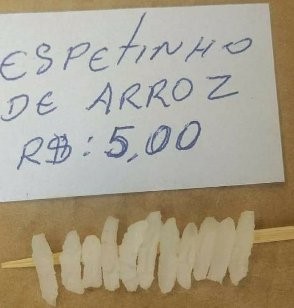 ESPETINHO
DE ARROZ
R$: 5,00